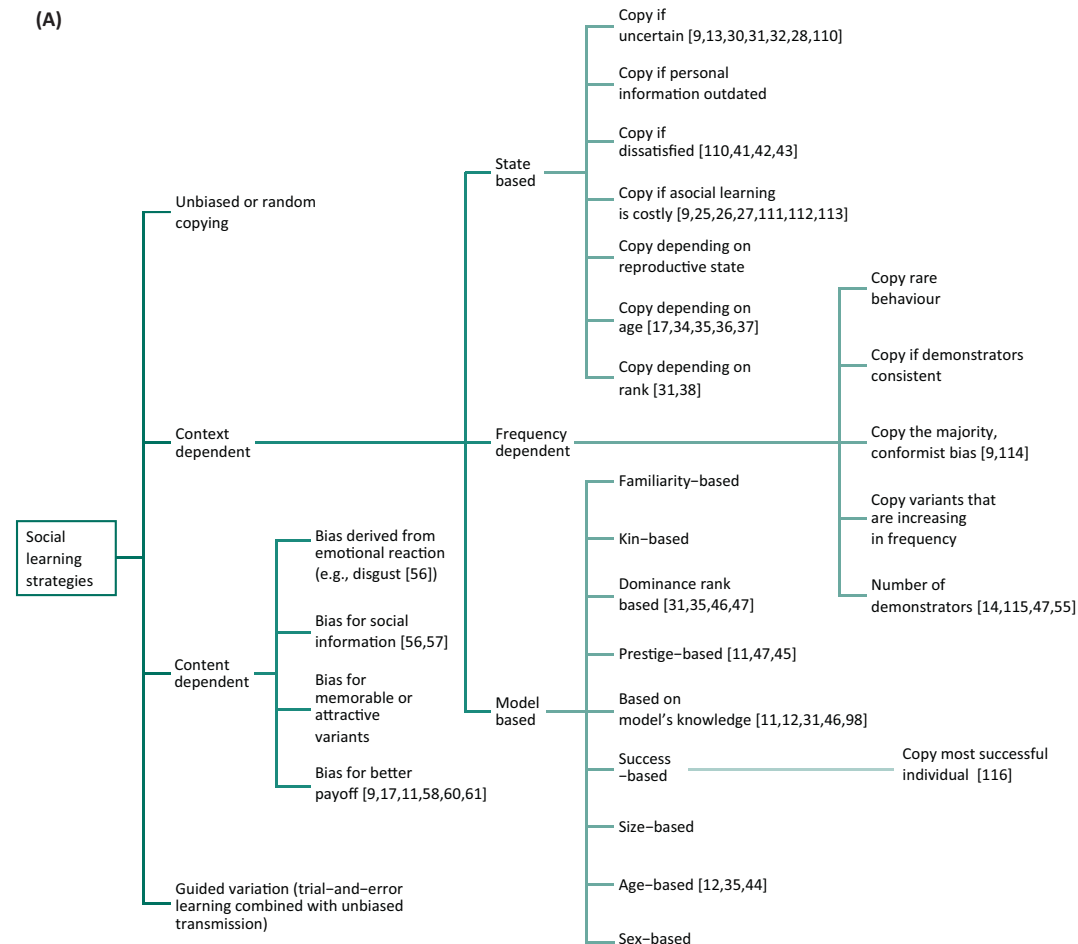 (A)
Social
learning
strategies
Unbiased or random
copying
Context
dependent
Content
dependent
Guided variation (trial−and−error
learning combined with unbiased
transmission)
Bias derived from
emotional reaction
(e.g., disgust [56])
Bias for social
information [56,57]
Bias for
memorable or
attractive
variants
Bias for better
payoff [9,17,11,58,60,61]
State
based
Frequency
dependent
Model
based
Copy if
uncertain [9,13,30,31,32,28,110]
Copy if personal
information outdated
Copy if
dissatisfied [110,41,42,43]
Copy if asocial learning
is costly [9,25,26,27,111,112,113]
Copy depending on
reproductive state
Copy depending on
age [17,34,35,36,37]
Copy depending on
rank [31,38]
Copy rare
behaviour
Copy if demonstrators
consistent
Copy the majority,
conformist bias [9,114]
Copy variants that
are increasing
in frequency
Number of
demonstrators [14,115,47,55]
Familiarity−based
Kin−based
Dominance rank
based [31,35,46,47]
Prestige−based [11,47,45]
Based on
model’s knowledge [11,12,31,46,98]
Success
−based
Copy most successful
individual [116]
Size−based
Age−based [12,35,44]
Sex−based